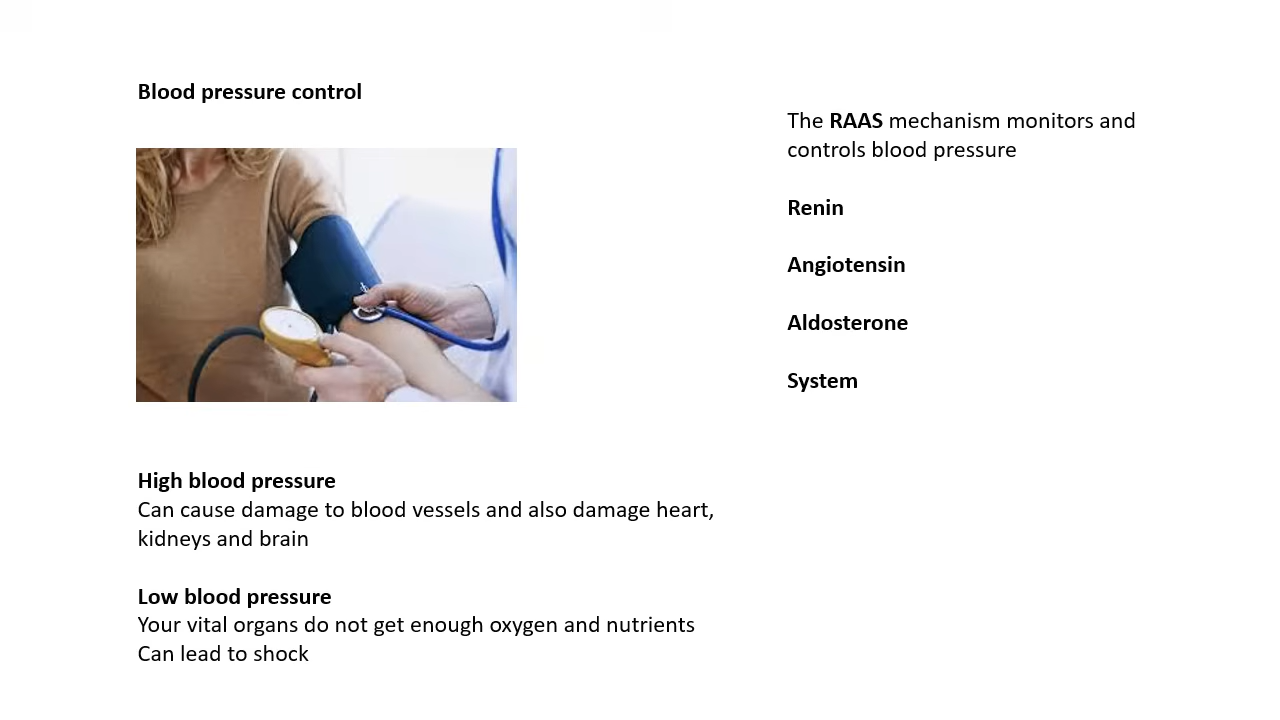 Blood pressure control
High blood pressure
Can cause damage to blood vessels and also damage heart,
kidneys and brain
Low blood pressure
Your vital organs do not get enough oxygen and nutrients
Can lead to shock
The RAAS mechanism monitors and
controls blood pressure
Renin
Angiotensin
Aldosterone
System